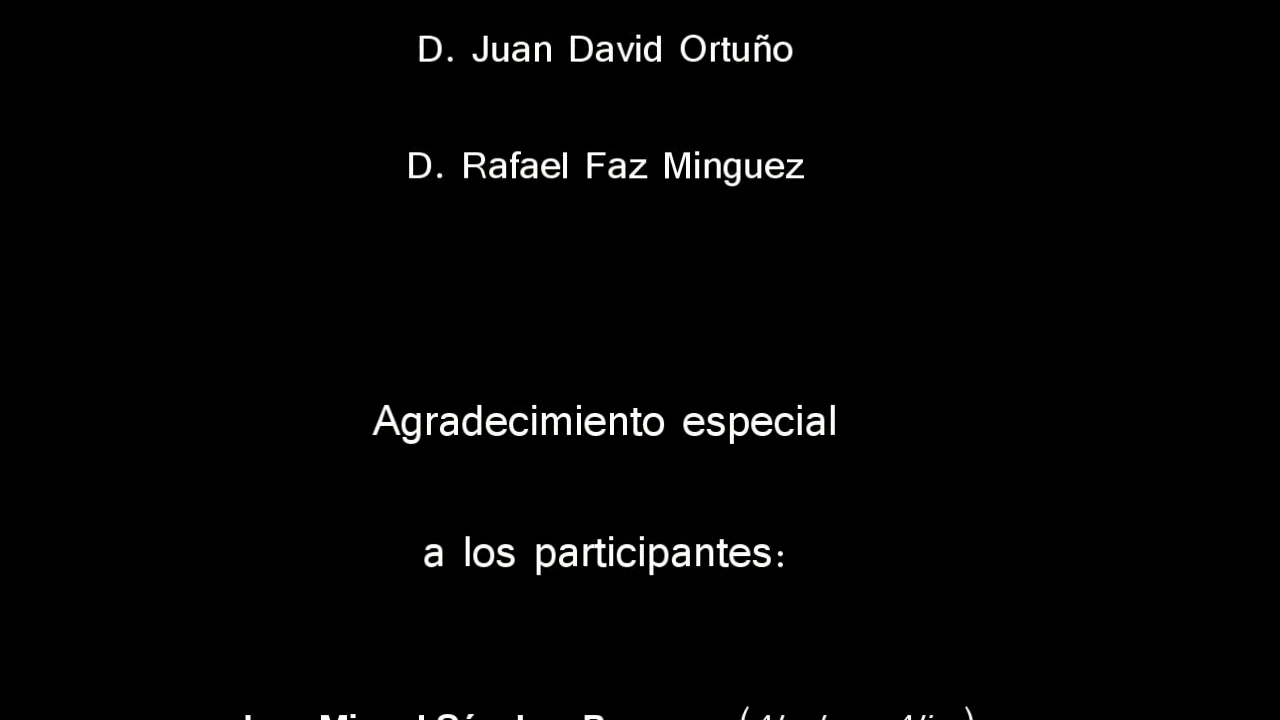 D. Juan David Ortuño
D. Rafael Faz Minguez
Agradecimiento especial
a los participantes: